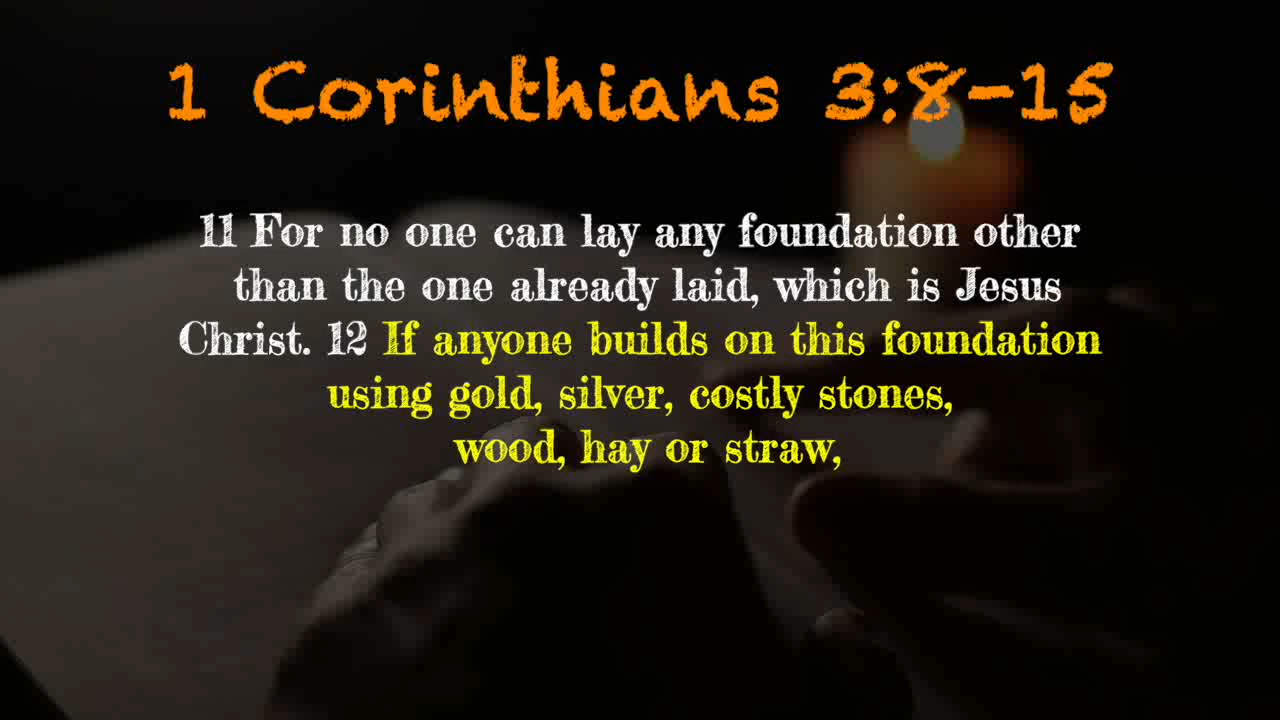 1 Corinthians 3:8-15
11 For no one can lay any foundation other
than the one already laid, which is Jesus
Christ. 12 If anyone builds on this foundation
using gold, silver, costly stones,
wood, hay or straw,